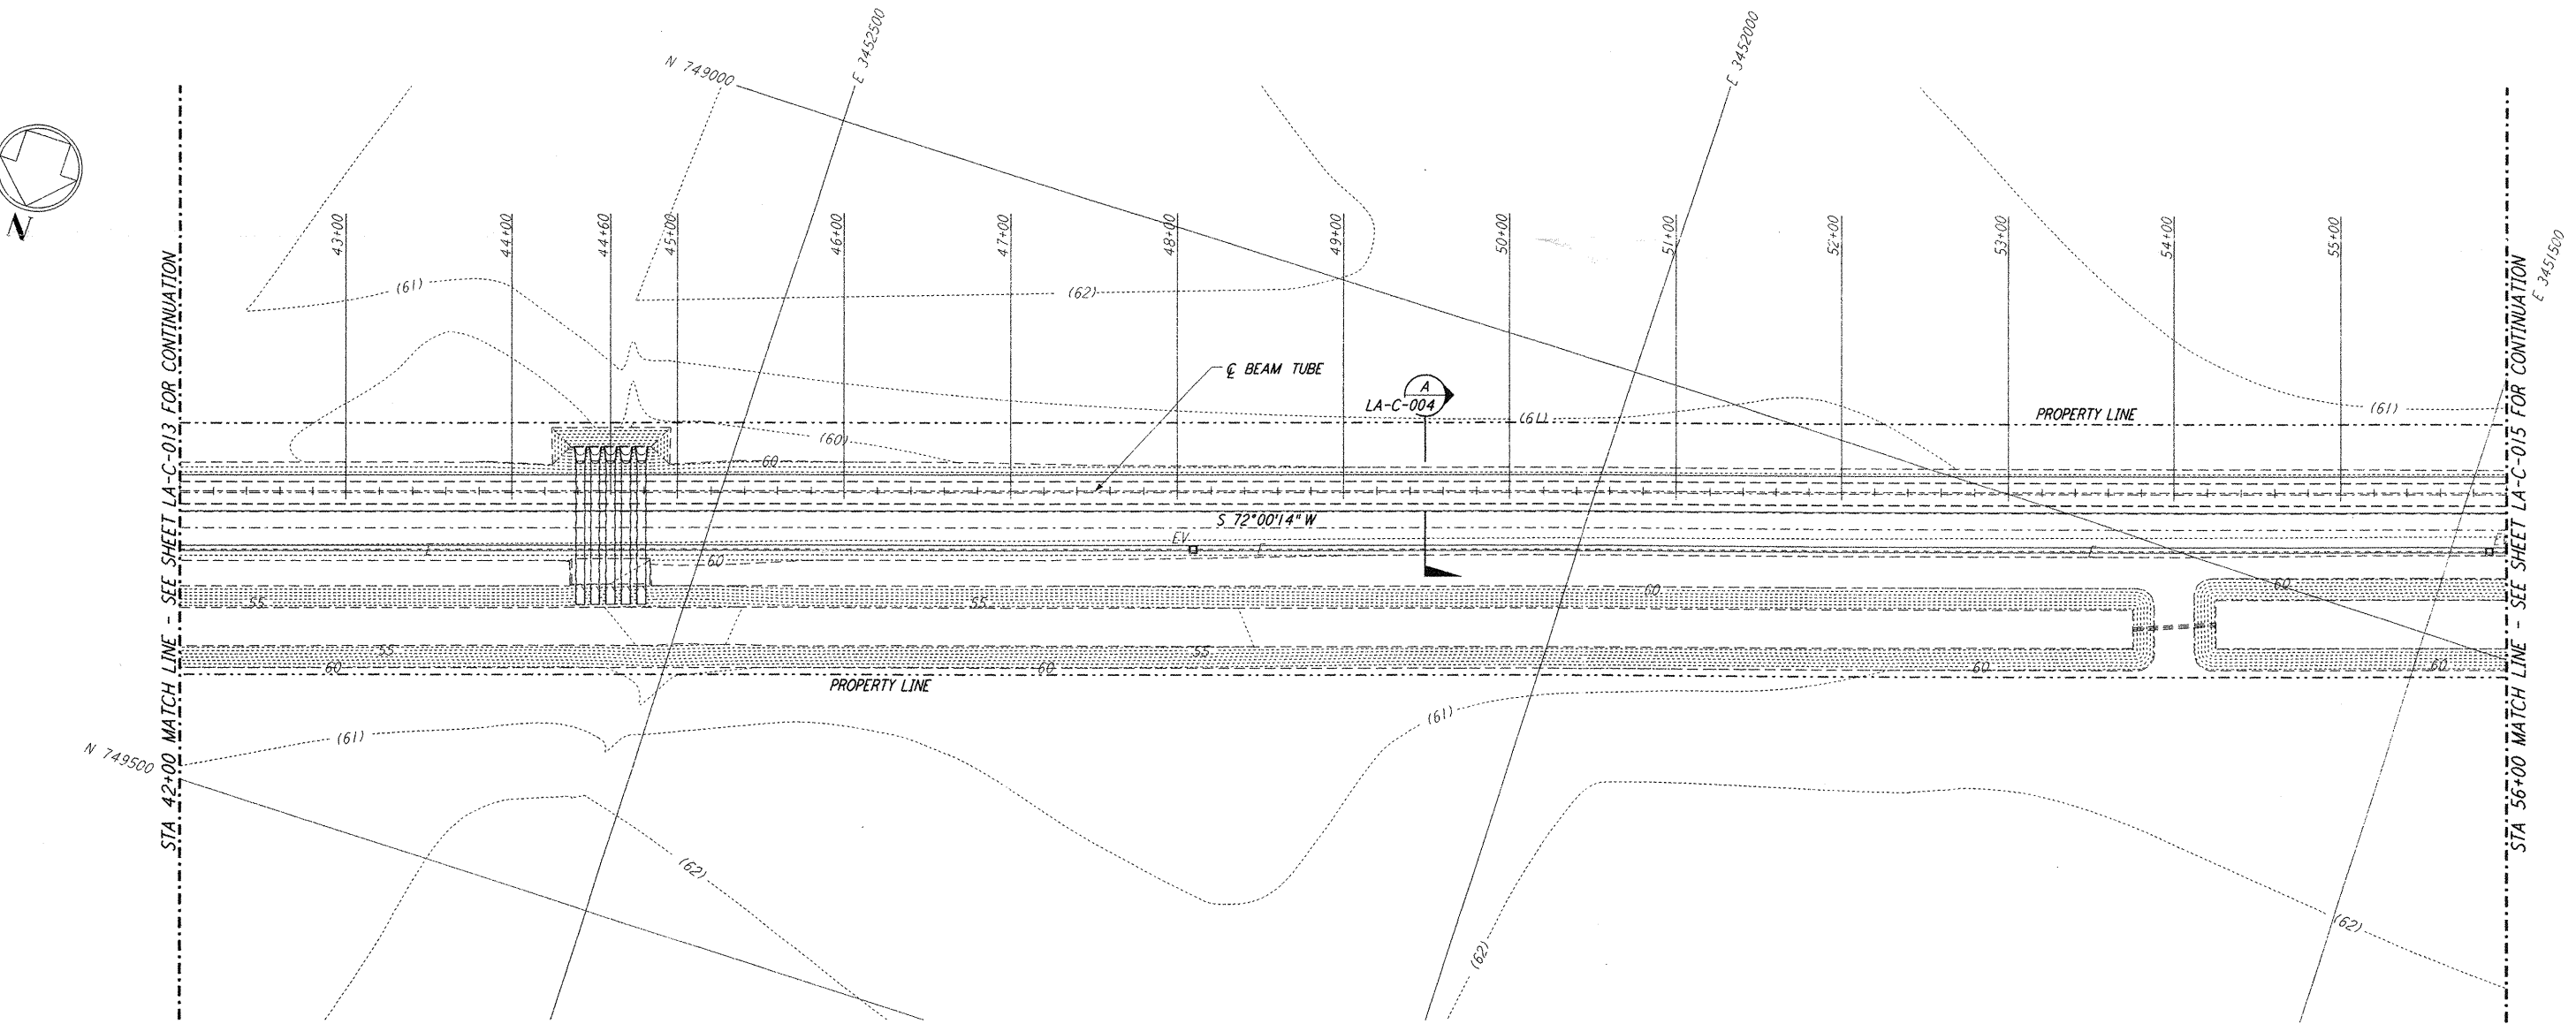 N 749000
E 3452500
E 3452000
N
43+00
44+00
44+60
45+00
46+00
47+00
48+00
49+00
50+00
51+00
52+00
53+00
54+00
55+00
E 3451500
STA 42+00 MATCH LINE - SEE SHEET LA-C-013 FOR CONTINUATION
STA 56+00 MATCH LINE - SEE SHEET LA-C-015 FOR CONTINUATION
(61)
(62)
℄ BEAM TUBE
A
LA-C-004
(61)
PROPERTY LINE
(61)
(60)
60
S 72°00'14" W
EV
E
E
E
E
60
55
55
60
60
55
60
60
55
60
60
PROPERTY LINE
(61)
(61)
N 749500
(62)
(62)
(62)